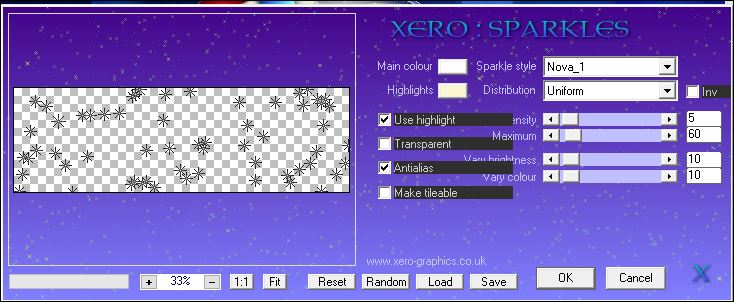 XERO : SPARKLES
Main colour Sparkle style Nova_1
Highlights Distribution Uniform Inv
Use highlight ensity 5
Maximum 60
Transparent
Vary brightness 10
Antialias
Vary colour 10
Make tileable
www.xero-graphics.co.uk
+ 33% – 1:1 Fit Reset Random Load Save OK Cancel X